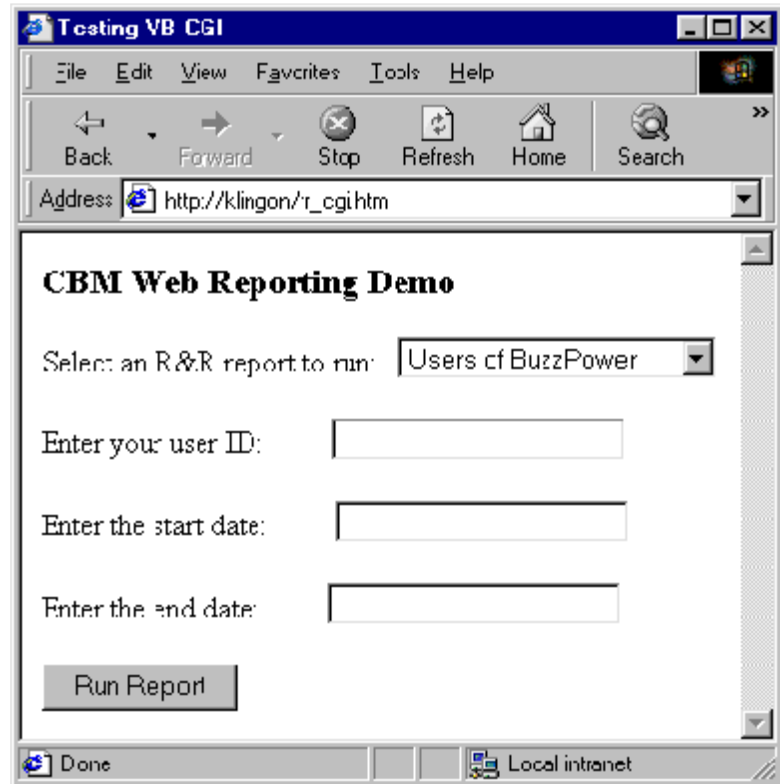 Testing VB CGI
File Edit View Favorites Tools Help
Back Forward Stop Refresh Home Search »
Address http://klingon/rr_cgi.htm
CBM Web Reporting Demo
Select an R&R report to run: Users of BuzzPower
Enter your user ID:
Enter the start date:
Enter the end date:
Run Report
Done Local intranet